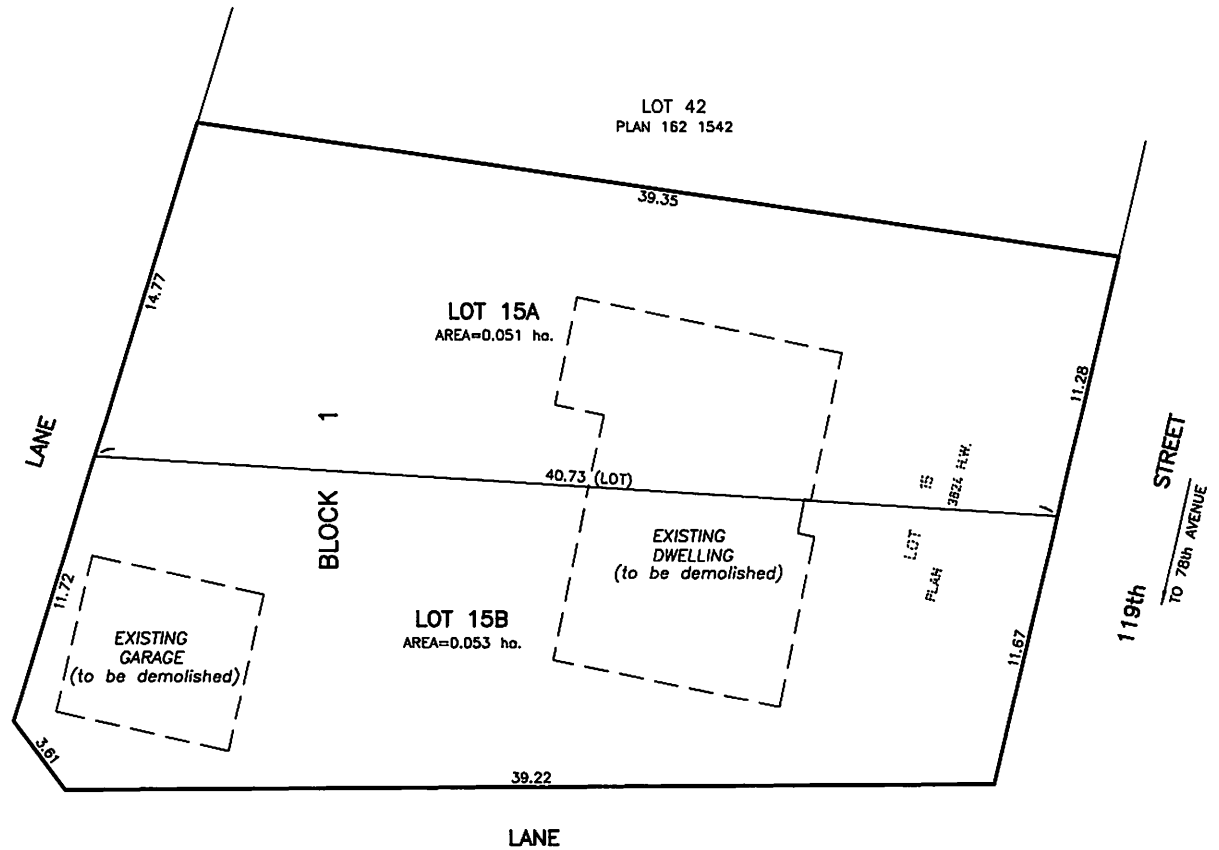 LOT 42
PLAN 162 1542
39.35
14.77
LOT 15A
AREA=0.051 ha.
11.28
LANE
BLOCK 1
40.73 (LOT)
LOT 15
PLAN 3624 H.W.
119th STREET
TO 78th AVENUE
EXISTING
DWELLING
(to be demolished)
11.72
LOT 15B
AREA=0.053 ha.
EXISTING
GARAGE
(to be demolished)
11.67
3.61
39.22
LANE